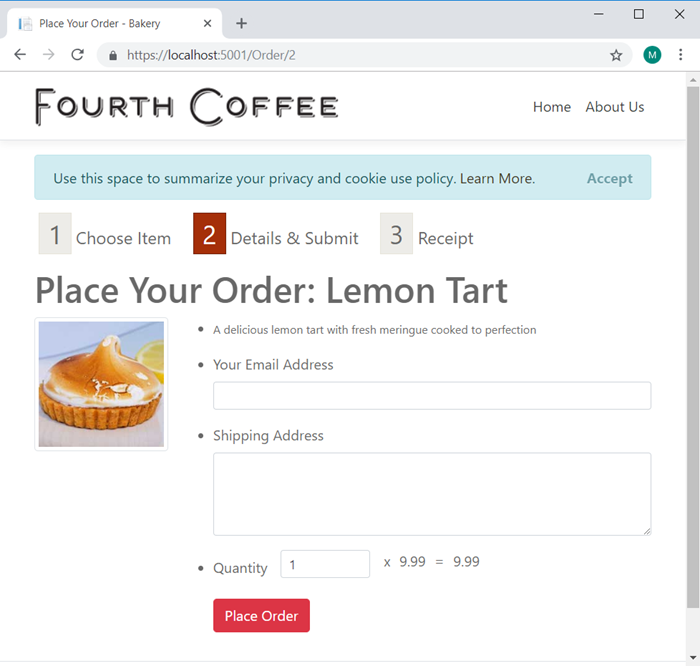 Place Your Order - Bakery
https://localhost:5001/Order/2
M
FOURTH COFFEE
Home About Us
Use this space to summarize your privacy and cookie use policy. Learn More. Accept
1 Choose Item 2 Details & Submit 3 Receipt
Place Your Order: Lemon Tart
A delicious lemon tart with fresh meringue cooked to perfection
Your Email Address
Shipping Address
Quantity 1 x 9.99 = 9.99
Place Order